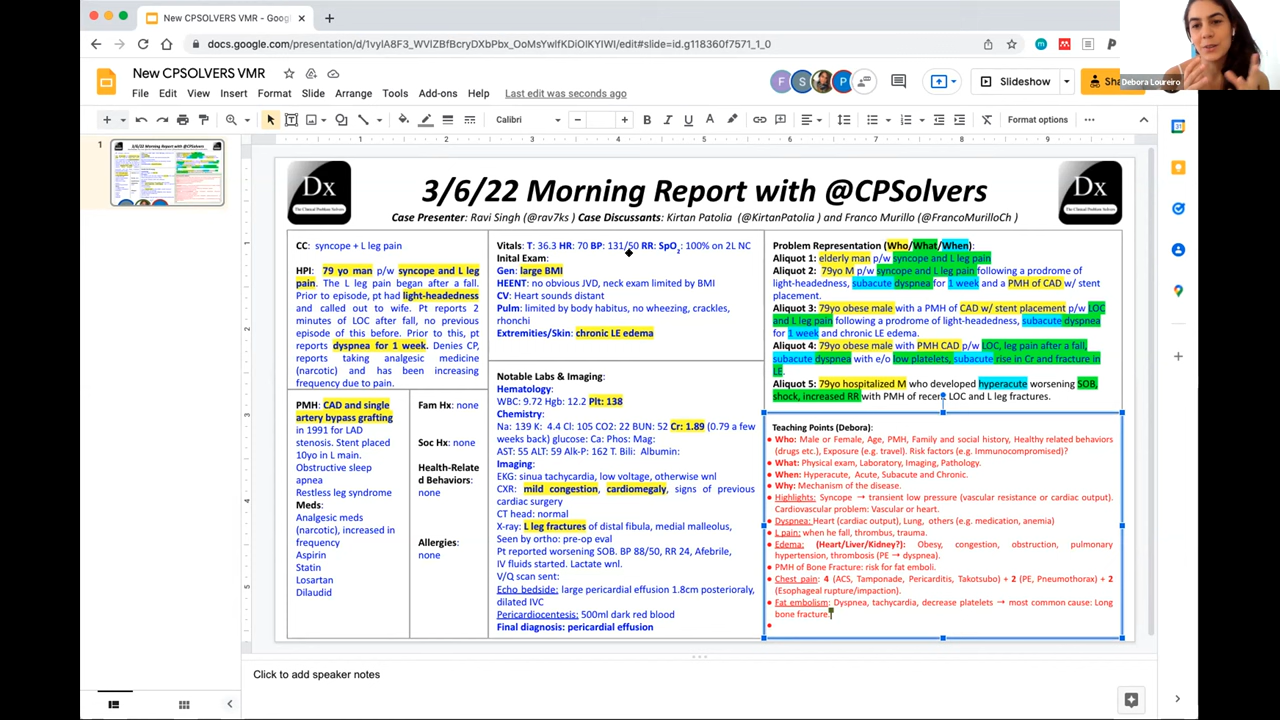 New CPSOLVERS VMR - Goog
docs.google.com/presentation/d/1vylA8F3_WVIZBfBcryDXbPbx_OoMsYwlfKDiOlKYIWI/edit#slide=id.g118360f7571_1_0
Debora Loureiro
New CPSOLVERS VMR
File Edit View Insert Format Slide Arrange Tools Add-ons Help Last edit was seconds ago
F S P
Slideshow
Sha
Calibri
Format options
1
3/6/22 Morning Report with @CPSolvers
Dx
The Clinical Problem Solvers
Dx
The Clinical Problem Solvers
Case Presenter: Ravi Singh (@rav7ks ) Case Discussants: Kirtan Patolia (@KirtanPatolia ) and Franco Murillo (@FrancoMurilloCh )
CC: syncope + L leg pain
HPI: 79 yo man p/w syncope and L leg
pain. The L leg pain began after a fall.
Prior to episode, pt had light-headedness
and called out to wife. Pt reports 2
minutes of LOC after fall, no previous
episode of this before. Prior to this, pt
reports dyspnea for 1 week. Denies CP,
reports taking analgesic medicine
(narcotic) and has been increasing
frequency due to pain.
PMH: CAD and single
artery bypass grafting
in 1991 for LAD
stenosis. Stent placed
10yo in L main.
Obstructive sleep
apnea
Restless leg syndrome
Meds:
Analgesic meds
(narcotic), increased in
frequency
Aspirin
Statin
Losartan
Dilaudid
Fam Hx: none
Soc Hx: none
Health-Relate
d Behaviors:
none
Allergies:
none
Vitals: T: 36.3 HR: 70 BP: 131/50 RR: SpO2: 100% on 2L NC
Inital Exam:
Gen: large BMI
HEENT: no obvious JVD, neck exam limited by BMI
CV: Heart sounds distant
Pulm: limited by body habitus, no wheezing, crackles,
rhonchi
Extremities/Skin: chronic LE edema
Notable Labs & Imaging:
Hematology:
WBC: 9.72 Hgb: 12.2 Plt: 138
Chemistry:
Na: 139 K: 4.4 Cl: 105 CO2: 22 BUN: 52 Cr: 1.89 (0.79 a few
weeks back) glucose: Ca: Phos: Mag:
AST: 55 ALT: 59 Alk-P: 162 T. Bili: Albumin:
Imaging:
EKG: sinua tachycardia, low voltage, otherwise wnl
CXR: mild congestion, cardiomegaly, signs of previous
cardiac surgery
CT head: normal
X-ray: L leg fractures of distal fibula, medial malleolus,
Seen by ortho: pre-op eval
Pt reported worsening SOB. BP 88/50, RR 24, Afebrile,
IV fluids started. Lactate wnl.
V/Q scan sent:
Echo bedside: large pericardial effusion 1.8cm posterioraly,
dilated IVC
Pericardiocentesis: 500ml dark red blood
Final diagnosis: pericardial effusion
Problem Representation (Who/What/When):
Aliquot 1: elderly man p/w syncope and leg pain
Aliquot 2: 79yo M p/w syncope and L leg pain following a prodrome of
light-headedness, subacute dyspnea for 1 week and a PMH of CAD w/ stent
placement.
Aliquot 3: 79yo obese male with a PMH of CAD w/ stent placement p/w LOC
and L leg pain following a prodrome of light-headedness, subacute dyspnea
for 1 week and chronic LE edema.
Aliquot 4: 79yo obese male with PMH CAD p/w LOC, leg pain after a fall,
subacute dyspnea with e/o low platelets, subacute rise in Cr and fracture in
LE.
Aliquot 5: 79yo hospitalized M who developed hyperacute worsening SOB,
shock, increased RR with PMH of recent LOC and L leg fractures.
Teaching Points (Debora):
● Who: Male or Female, Age, PMH, Family and social history, Healthy related behaviors
(drugs etc.), Exposure (e.g. travel). Risk factors (e.g. Immunocompromised)?
● What: Physical exam, Laboratory, Imaging, Pathology.
● When: Hyperacute, Acute, Subacute and Chronic.
● Why: Mechanism of the disease.
● Highlights: Syncope → transient low pressure (vascular resistance or cardiac output).
Cardiovascular problem: Vascular or heart.
● Dyspnea: Heart (cardiac output), Lung, others (e.g. medication, anemia)
● L pain: when he fall, thrombus, trauma.
● Edema: (Heart/Liver/Kidney?): Obesy, congestion, obstruction, pulmonary
hypertension, thrombosis (PE → dyspnea).
● PMH of Bone Fracture: risk for fat emboli.
● Chest pain: 4 (ACS, Tamponade, Pericarditis, Takotsubo) + 2 (PE, Pneumothorax) + 2
(Esophageal rupture/impaction).
● Fat embolism: Dyspnea, tachycardia, decrease platelets → most common cause: Long
bone fracture.
●
Click to add speaker notes